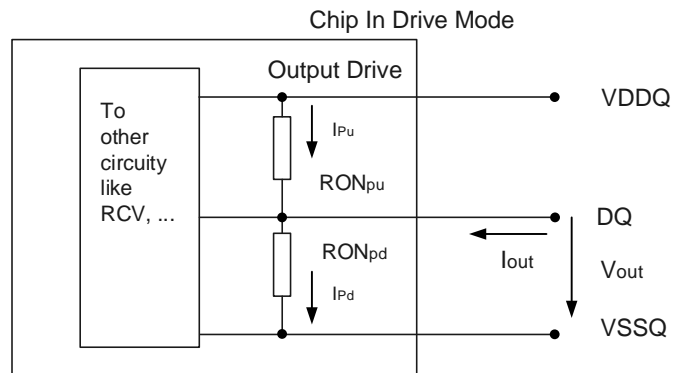 Chip In Drive Mode
Output Drive
To
other
circuity
like
RCV, ...
IPu
RONpu
RONpd
IPd
VDDQ
DQ
Iout
Vout
VSSQ